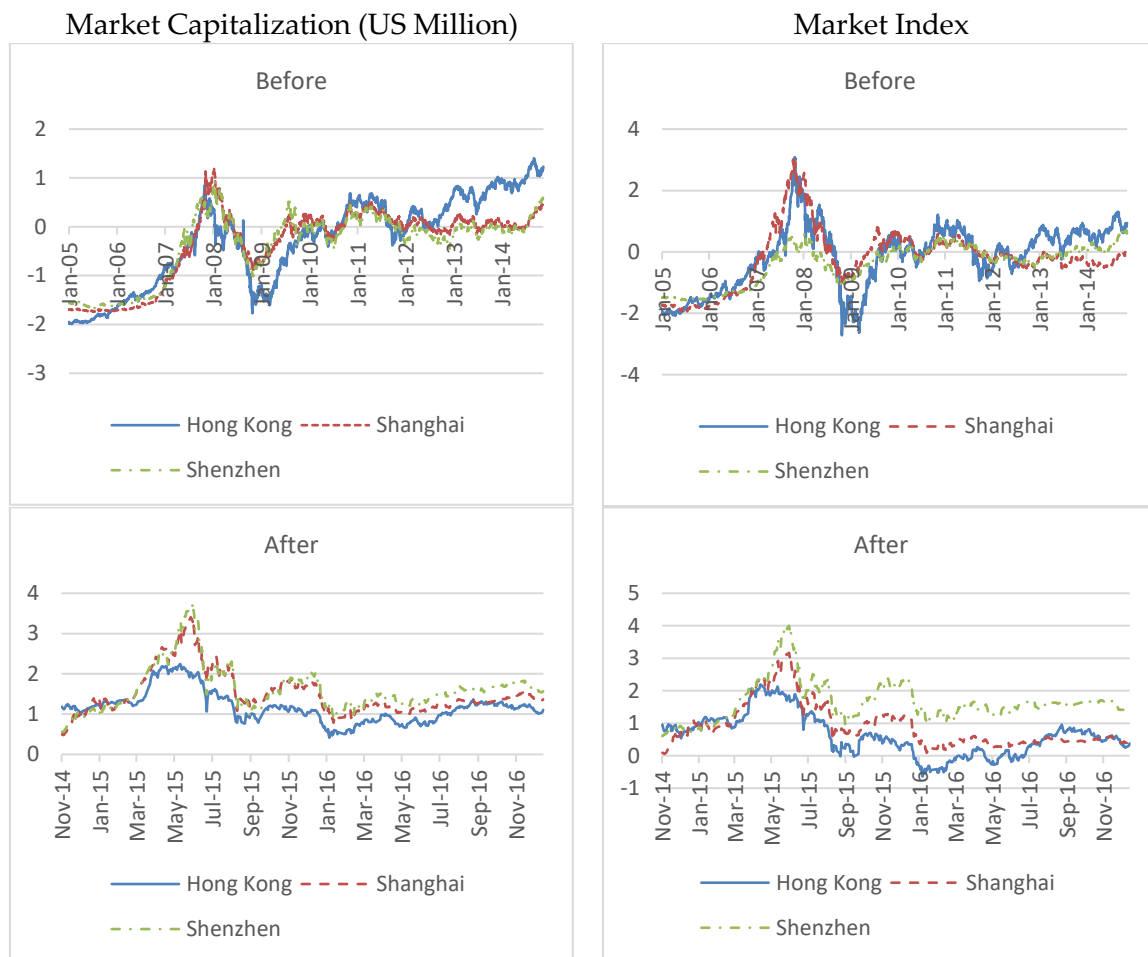 Market Capitalization (US Million)
Before
2
1
0
-1
-2
-3
Jan-05
Jan-06
Jan-07
Jan-08
Jan-09
Jan-10
Jan-11
Jan-12
Jan-13
Jan-14
Hong Kong
Shanghai
Shenzhen
Market Index
Before
4
2
0
-2
-4
Jan-05
Jan-06
Jan-07
Jan-08
Jan-09
Jan-10
Jan-11
Jan-12
Jan-13
Jan-14
Hong Kong
Shanghai
Shenzhen
After
4
3
2
1
0
Nov-14
Jan-15
Mar-15
May-15
Jul-15
Sep-15
Nov-15
Jan-16
Mar-16
May-16
Jul-16
Sep-16
Nov-16
Hong Kong
Shanghai
Shenzhen
After
5
4
3
2
1
0
-1
Nov-14
Jan-15
Mar-15
May-15
Jul-15
Sep-15
Nov-15
Jan-16
Mar-16
May-16
Jul-16
Sep-16
Nov-16
Hong Kong
Shanghai
Shenzhen